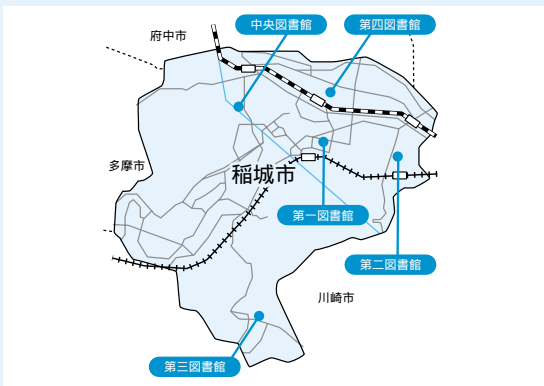 中央図書館
第四図書館
府中市
多摩市
稲城市
第一図書館
第二図書館
川崎市
第三図書館